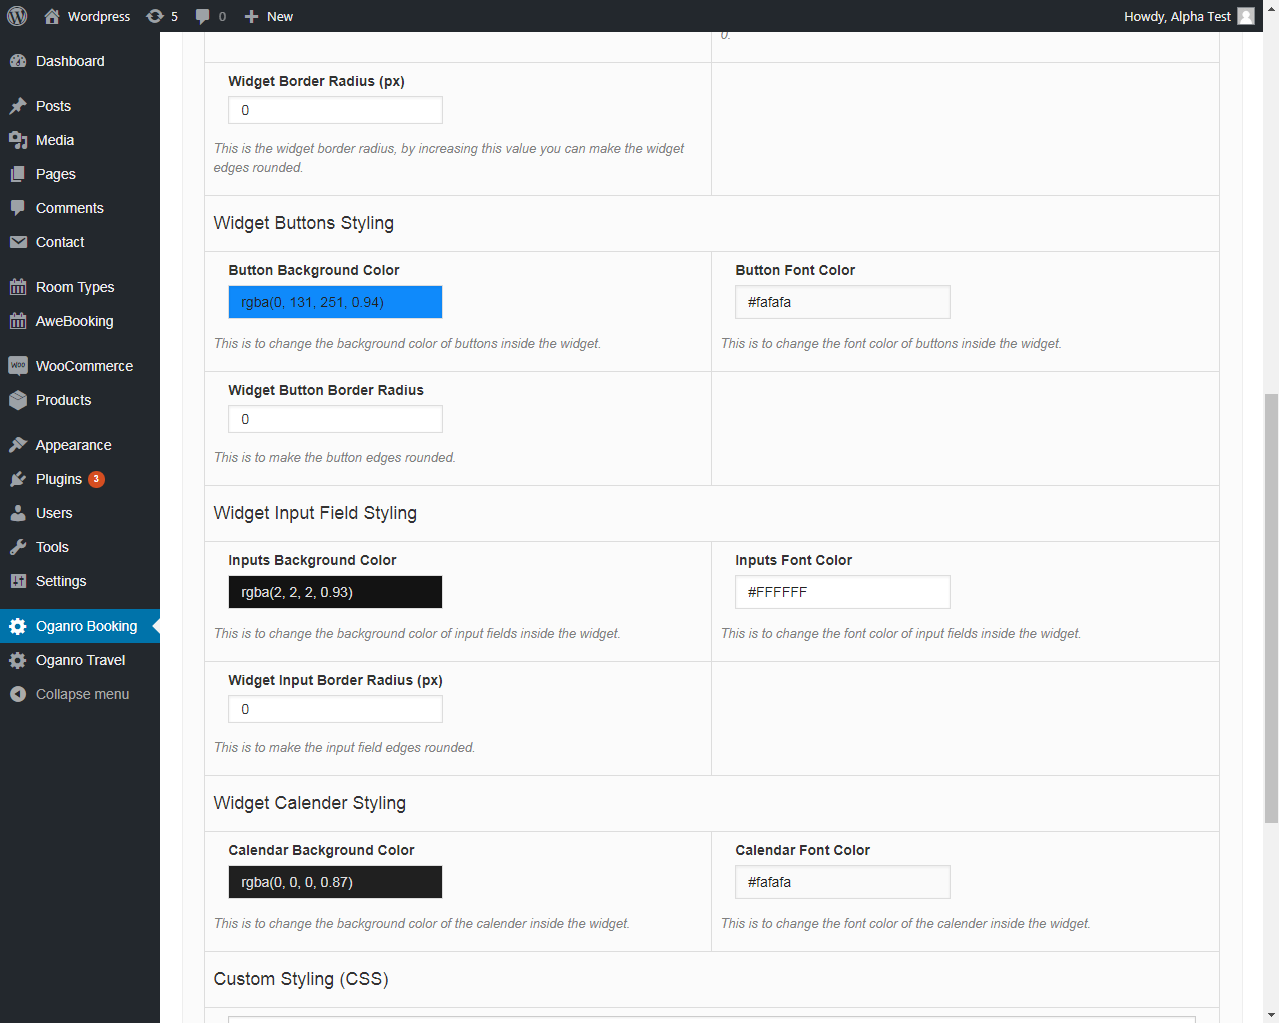 Wordpress
5
0
New
Howdy, Alpha Test
Dashboard
Posts
Media
Pages
Comments
Contact
Room Types
AweBooking
WOO
WooCommerce
Products
Appearance
Plugins 3
Users
Tools
Settings
Oganro Booking
Oganro Travel
Collapse menu
0.
Widget Border Radius (px)
0
This is the widget border radius, by increasing this value you can make the widget
edges rounded.
Widget Buttons Styling
Button Background Color
rgba(0, 131, 251, 0.94)
This is to change the background color of buttons inside the widget.
Button Font Color
#fafafa
This is to change the font color of buttons inside the widget.
Widget Button Border Radius
0
This is to make the button edges rounded.
Widget Input Field Styling
Inputs Background Color
rgba(2, 2, 2, 0.93)
This is to change the background color of input fields inside the widget.
Inputs Font Color
#FFFFFF
This is to change the font color of input fields inside the widget.
Widget Input Border Radius (px)
0
This is to make the input field edges rounded.
Widget Calender Styling
Calendar Background Color
rgba(0, 0, 0, 0.87)
This is to change the background color of the calender inside the widget.
Calendar Font Color
#fafafa
This is to change the font color of the calender inside the widget.
Custom Styling (CSS)